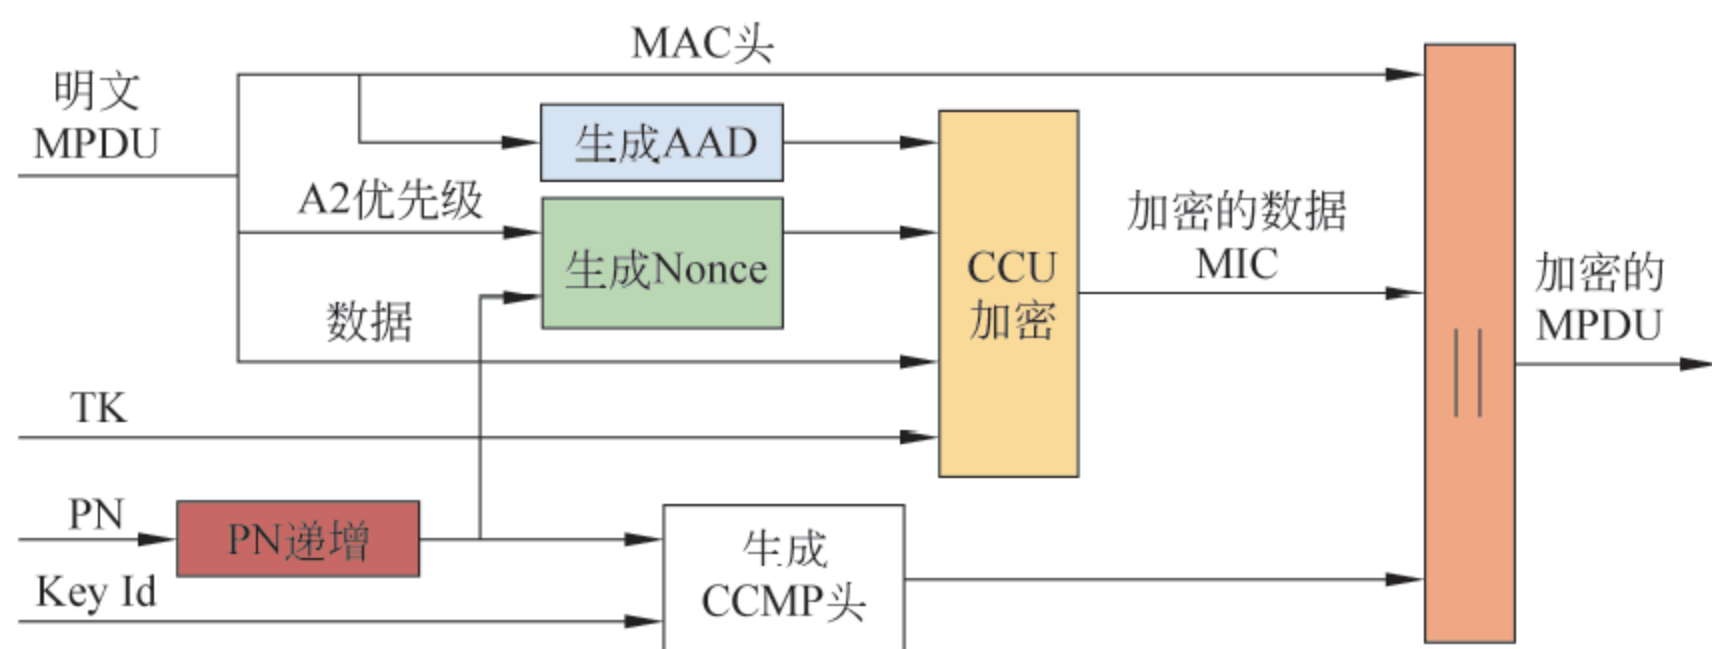 MAC头
明文
MPDU
生成AAD
A2优先级
生成Nonce
数据
CCU
加密
加密的数据
MIC
加密的
MPDU
||
TK
PN
PN递增
Key Id
生成
CCMP头